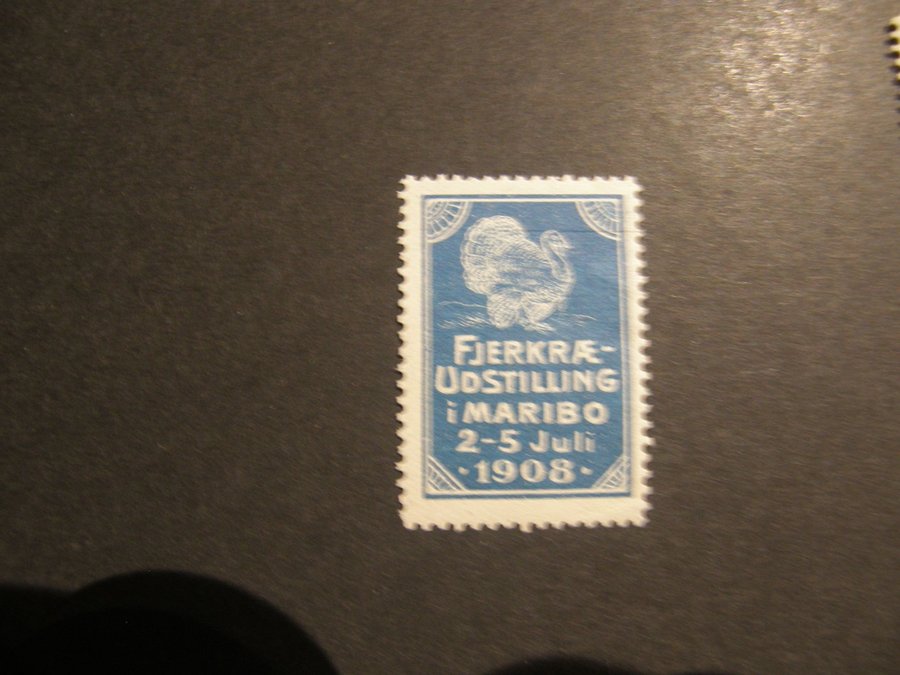 FJERKRÆ-
UDSTILLING
i MARIBO
2-5 Juli
·1908·